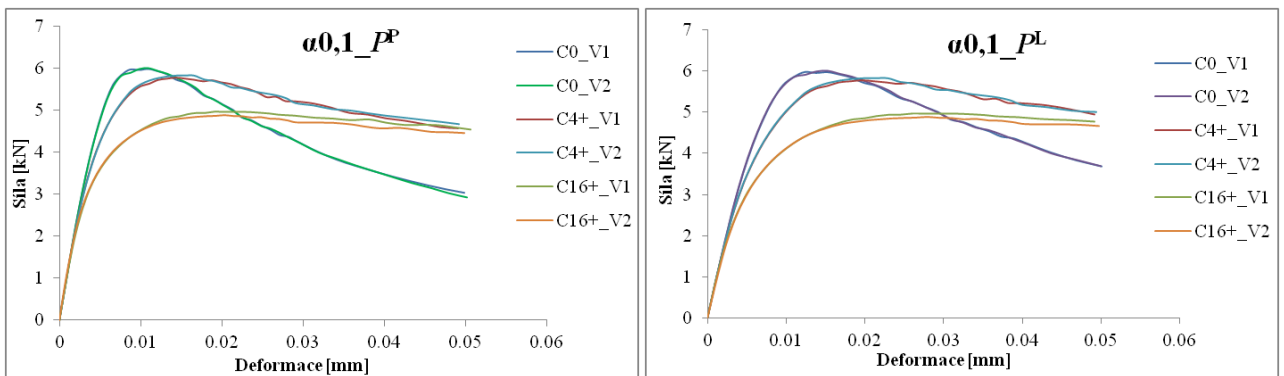 α0,1_Pᴾ
Síla [kN]
7
6
5
4
3
2
1
0
0
0.01
0.02
0.03
0.04
0.05
0.06
Deformace [mm]
C0_V1
C0_V2
C4+_V1
C4+_V2
C16+_V1
C16+_V2
α0,1_Pᴸ
Síla [kN]
7
6
5
4
3
2
1
0
0
0.01
0.02
0.03
0.04
0.05
0.06
Deformace [mm]
C0_V1
C0_V2
C4+_V1
C4+_V2
C16+_V1
C16+_V2